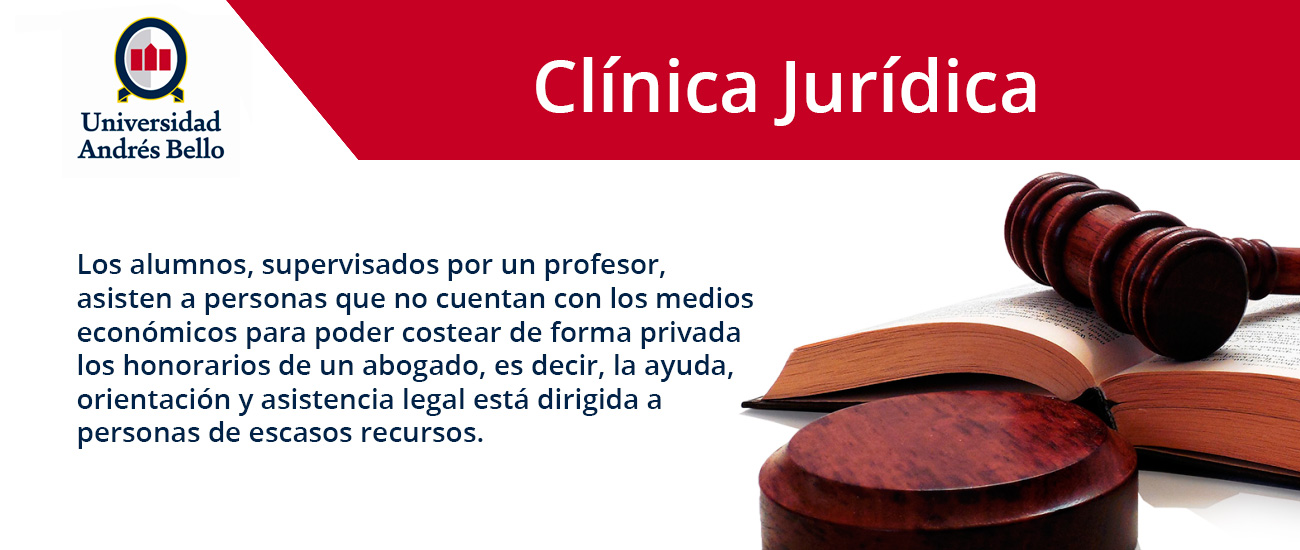 Universidad
Andrés Bello
Clínica Jurídica
Los alumnos, supervisados por un profesor,
asisten a personas que no cuentan con los medios
económicos para poder costear de forma privada
los honorarios de un abogado, es decir, la ayuda,
orientación y asistencia legal está dirigida a
personas de escasos recursos.